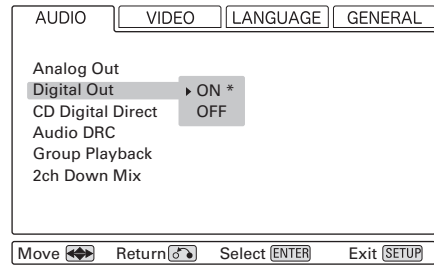 AUDIO VIDEO LANGUAGE GENERAL
Analog Out
Digital Out ON *
CD Digital Direct OFF
Audio DRC
Group Playback
2ch Down Mix
Move Return Select ENTER Exit SETUP